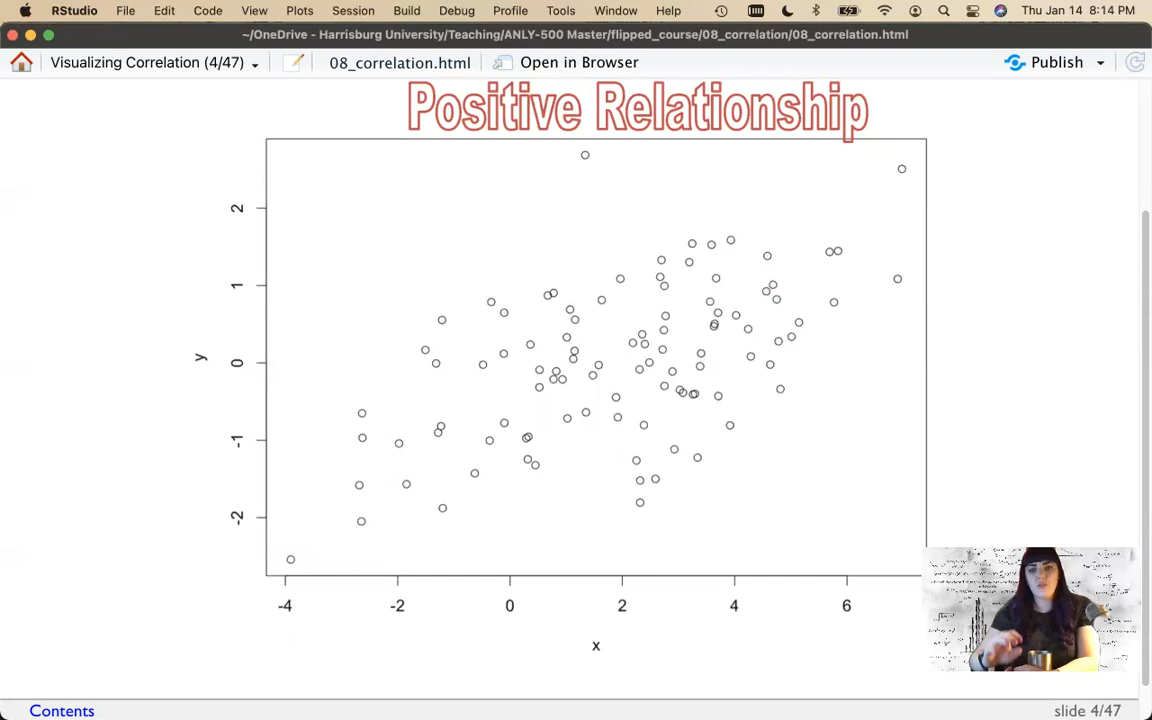 RStudio File Edit Code View Plots Session Build Debug Profile Tools Window Help Thu Jan 14 8:14 PM
~/OneDrive - Harrisburg University/Teaching/ANLY-500 Master/flipped_course/08_correlation/08_correlation.html
Visualizing Correlation (4/47) 08_correlation.html Open in Browser Publish
Positive Relationship
2
1
0
-1
-2
y
-4 -2 0 2 4 6
x
Contents slide 4/47